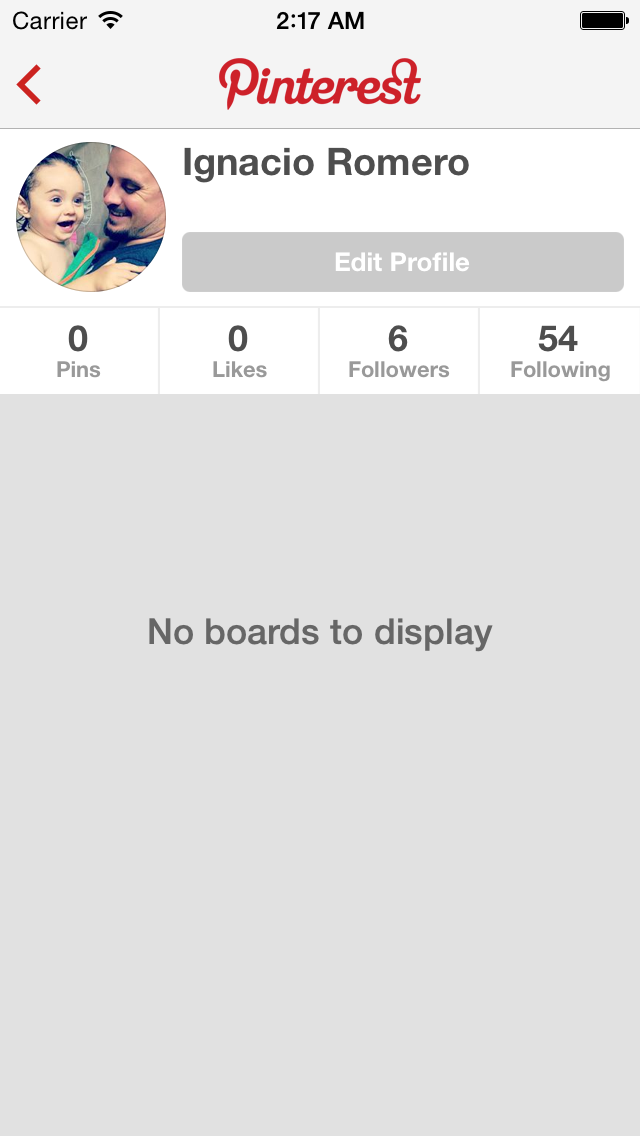 Carrier 2:17 AM
Pinterest
Ignacio Romero
Edit Profile
0 0 6 54
Pins Likes Followers Following
No boards to display